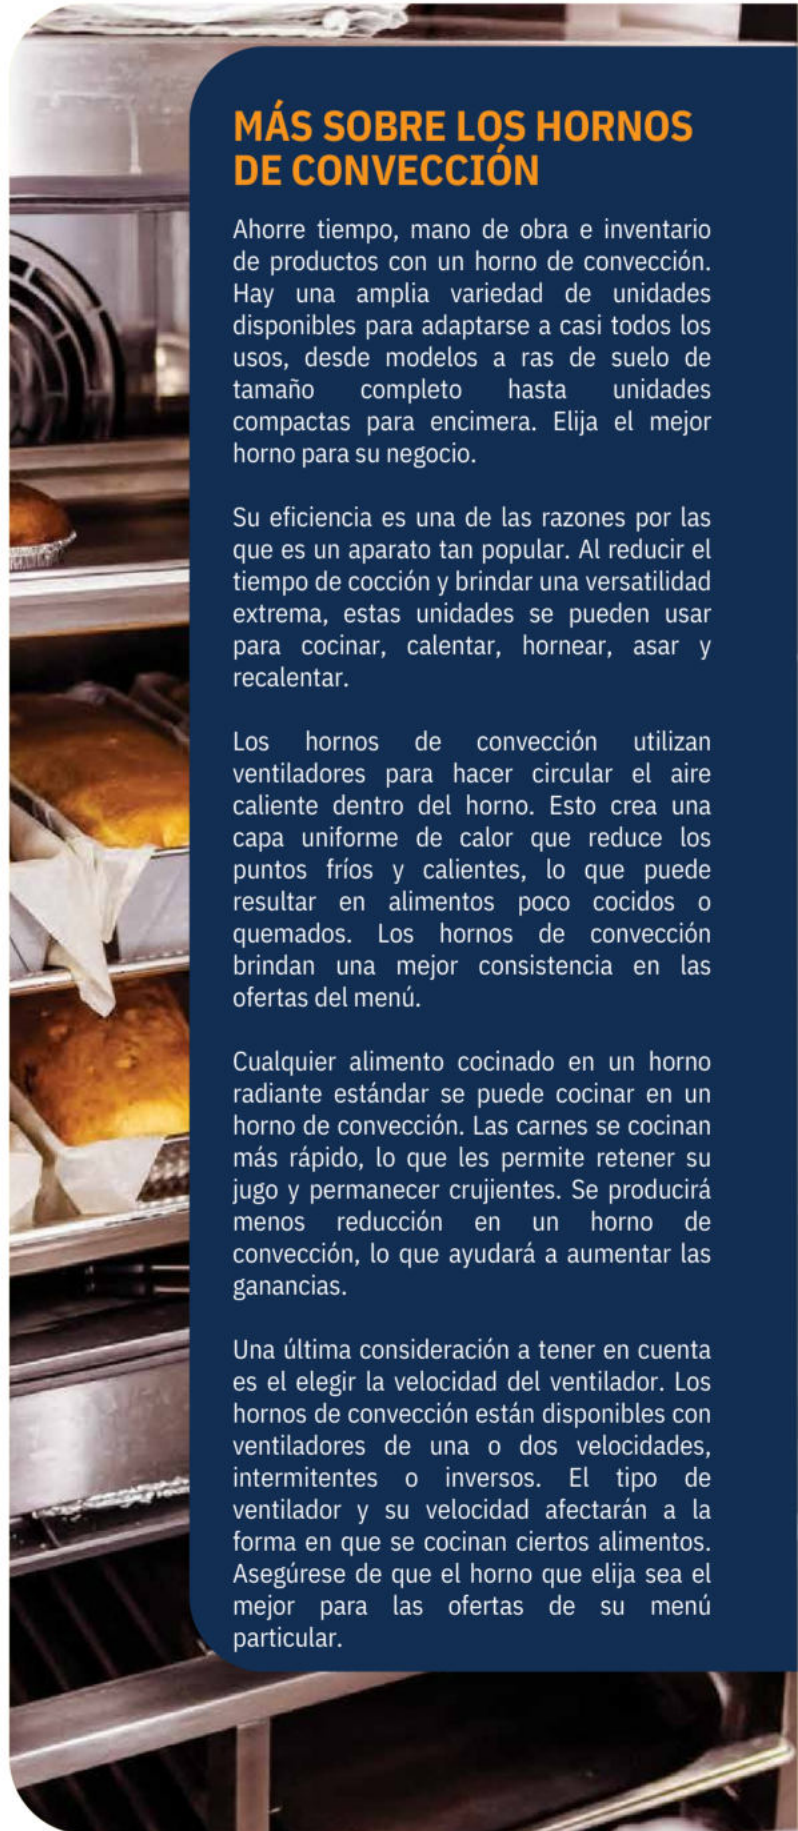 MÁS SOBRE LOS HORNOS
DE CONVECCIÓN
Ahorre tiempo, mano de obra e inventario
de productos con un horno de convección.
Hay una amplia variedad de unidades
disponibles para adaptarse a casi todos los
usos, desde modelos a ras de suelo de
tamaño completo hasta unidades
compactas para encimera. Elija el mejor
horno para su negocio.
Su eficiencia es una de las razones por las
que es un aparato tan popular. Al reducir el
tiempo de cocción y brindar una versatilidad
extrema, estas unidades se pueden usar
para cocinar, calentar, hornear, asar y
recalentar.
Los hornos de convección utilizan
ventiladores para hacer circular el aire
caliente dentro del horno. Esto crea una
capa uniforme de calor que reduce los
puntos fríos y calientes, lo que puede
resultar en alimentos poco cocidos o
quemados. Los hornos de convección
brindan una mejor consistencia en las
ofertas del menú.
Cualquier alimento cocinado en un horno
radiante estándar se puede cocinar en un
horno de convección. Las carnes se cocinan
más rápido, lo que les permite retener su
jugo y permanecer crujientes. Se producirá
menos reducción en un horno de
convección, lo que ayudará a aumentar las
ganancias.
Una última consideración a tener en cuenta
es el elegir la velocidad del ventilador. Los
hornos de convección están disponibles con
ventiladores de una o dos velocidades,
intermitentes o inversos. El tipo de
ventilador y su velocidad afectarán a la
forma en que se cocinan ciertos alimentos.
Asegúrese de que el horno que elija sea el
mejor para las ofertas de su menú
particular.